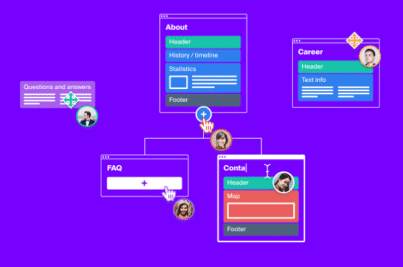 About
Header
History / timeline
Statistics
Footer
Career
Header
Text info
Questions and answers
FAQ
Conta
Header
Map
Footer